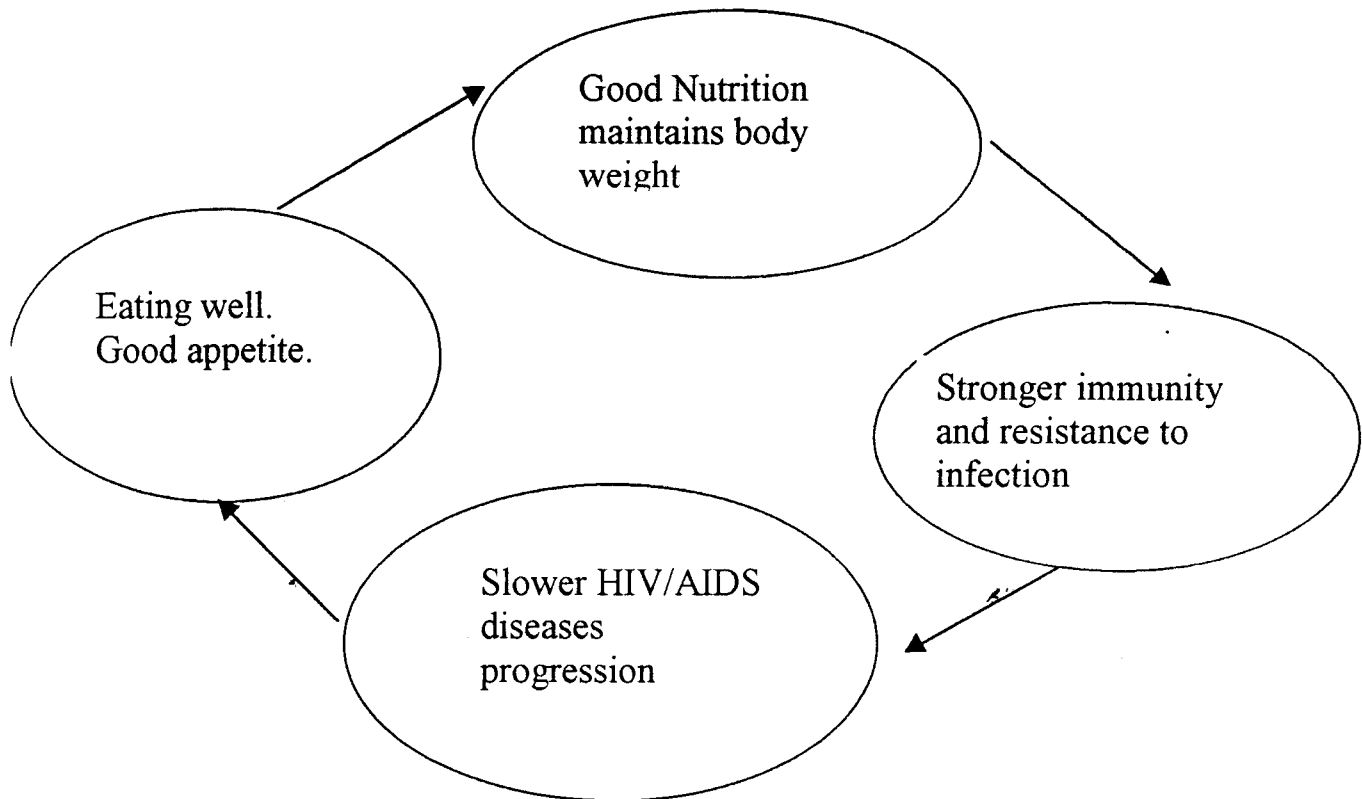 Good Nutrition
maintains body
weight
Eating well.
Good appetite.
Stronger immunity
and resistance to
infection
Slower HIV/AIDS
diseases
progression